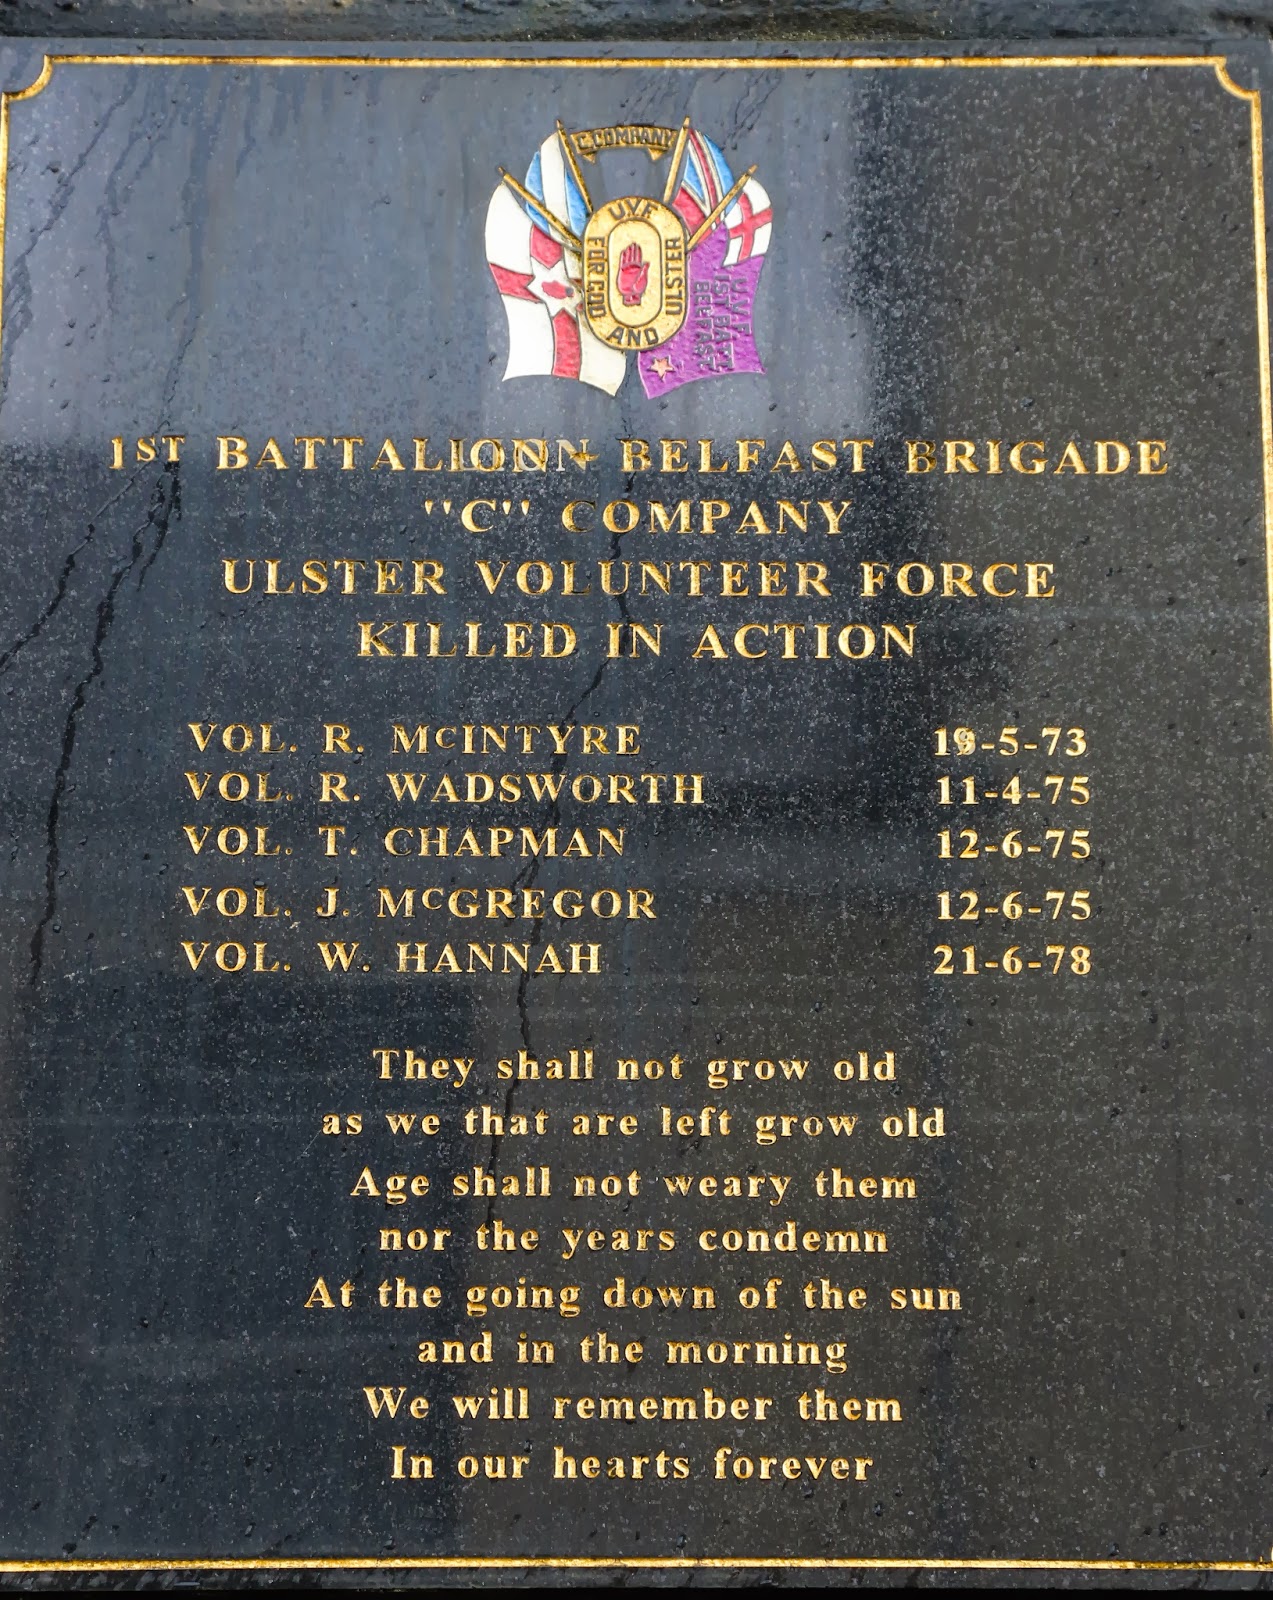 C COMPANY
UVF
FOR GOD
AND
ULSTER
U.V.F.
1ST BATT
BELFAST
1ST BATTALION BELFAST BRIGADE
"C" COMPANY
ULSTER VOLUNTEER FORCE
KILLED IN ACTION
VOL. R. McINTYRE 19-5-73
VOL. R. WADSWORTH 11-4-75
VOL. T. CHAPMAN 12-6-75
VOL. J. McGREGOR 12-6-75
VOL. W. HANNAH 21-6-78
They shall not grow old
as we that are left grow old
Age shall not weary them
nor the years condemn
At the going down of the sun
and in the morning
We will remember them
In our hearts forever